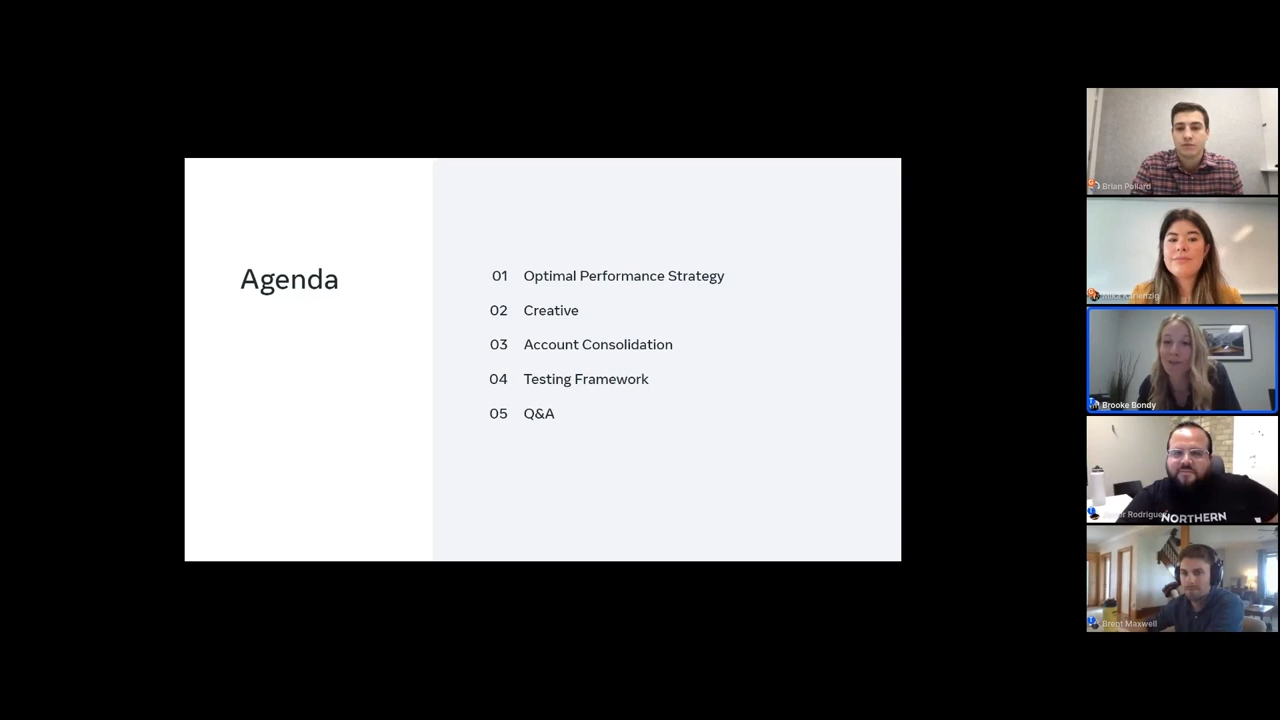 Agenda
01 Optimal Performance Strategy
02 Creative
03 Account Consolidation
04 Testing Framework
05 Q&A
Brian Pollard
Brooke Bondy
Rodriguez
NORTHERN
Brent Maxwell